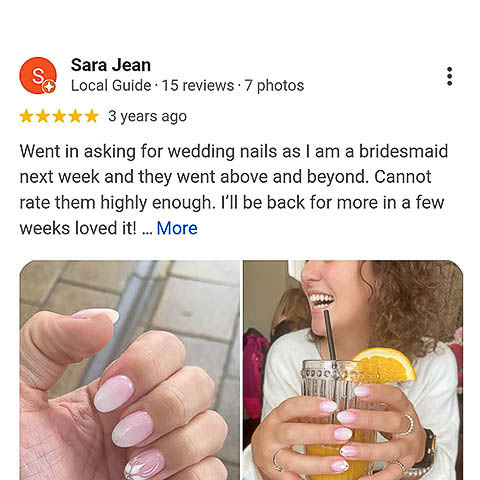 S
Sara Jean
Local Guide · 15 reviews · 7 photos
3 years ago
Went in asking for wedding nails as I am a bridesmaid
next week and they went above and beyond. Cannot
rate them highly enough. I'll be back for more in a few
weeks loved it! ... More